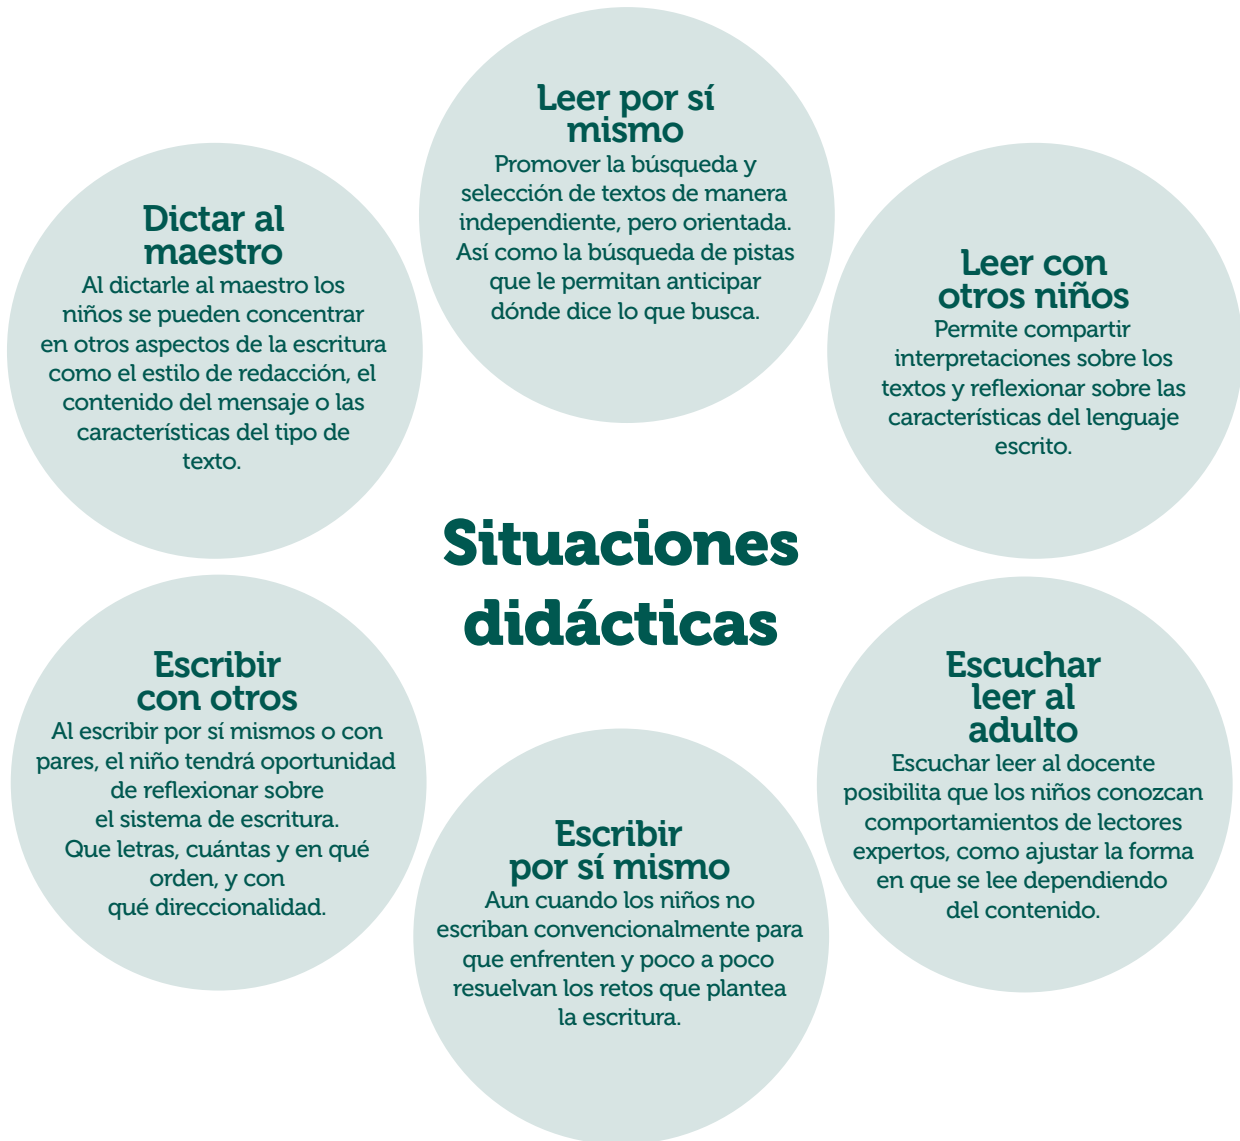 Leer por sí
mismo
Promover la búsqueda y
selección de textos de manera
independiente, pero orientada.
Así como la búsqueda de pistas
que le permitan anticipar
dónde dice lo que busca.
Dictar al
maestro
Al dictarle al maestro los
niños se pueden concentrar
en otros aspectos de la escritura
como el estilo de redacción, el
contenido del mensaje o las
características del tipo de
texto.
Leer con
otros niños
Permite compartir
interpretaciones sobre los
textos y reflexionar sobre las
características del lenguaje
escrito.
Situaciones
didácticas
Escribir
con otros
Al escribir por sí mismos o con
pares, el niño tendrá oportunidad
de reflexionar sobre
el sistema de escritura.
Que letras, cuántas y en qué
orden, y con
qué direccionalidad.
Escribir
por sí mismo
Aun cuando los niños no
escriban convencionalmente para
que enfrenten y poco a poco
resuelvan los retos que plantea
la escritura.
Escuchar
leer al
adulto
Escuchar leer al docente
posibilita que los niños conozcan
comportamientos de lectores
expertos, como ajustar la forma
en que se lee dependiendo
del contenido.